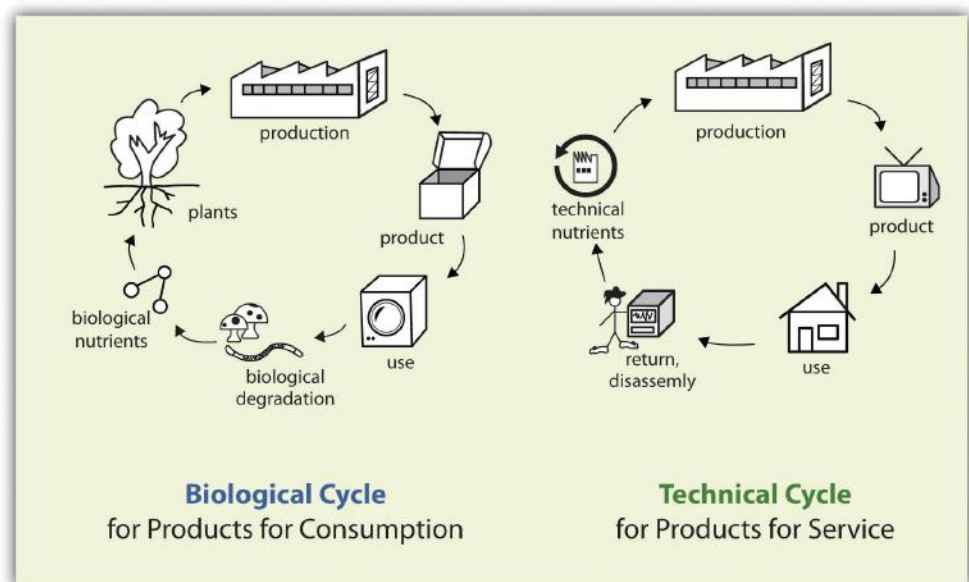 production
plants
product
biological
nutrients
use
biological
degradation
Biological Cycle
for Products for Consumption
production
technical
nutrients
product
return,
disassemly
use
Technical Cycle
for Products for Service